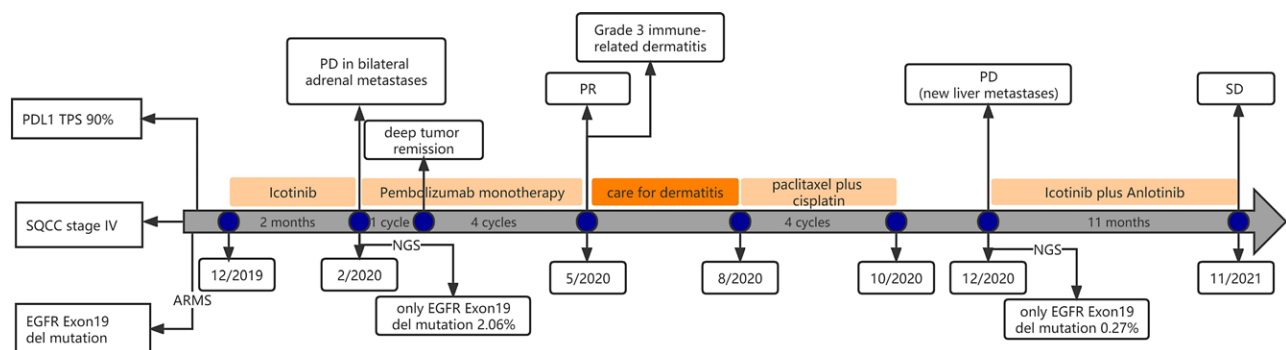 Grade 3 immune-
related dermatitis
PD in bilateral
adrenal metastases
PR
PD
(new liver metastases)
SD
PDL1 TPS 90%
deep tumor
remission
Icotinib
Pembolizumab monotherapy
care for dermatitis
paclitaxel plus
cisplatin
Icotinib plus Anlotinib
SQCC stage IV
2 months
1 cycle
4 cycles
4 cycles
11 months
NGS
NGS
12/2019
2/2020
5/2020
8/2020
10/2020
12/2020
11/2021
ARMS
only EGFR Exon19
del mutation 2.06%
only EGFR Exon19
del mutation 0.27%
EGFR Exon19
del mutation